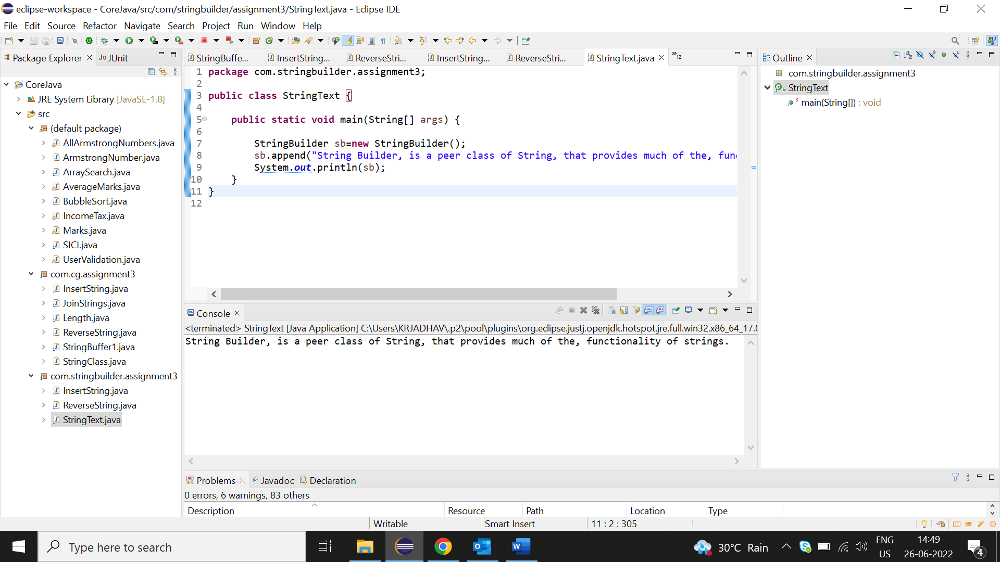 eclipse-workspace - CoreJava/src/com/stringbuilder/assignment3/StringText.java - Eclipse IDE
File Edit Source Refactor Navigate Search Project Run Window Help
Package Explorer
JUnit
CoreJava
JRE System Library [JavaSE-1.8]
src
(default package)
AllArmstrongNumbers.java
ArmstrongNumber.java
ArraySearch.java
AverageMarks.java
BubbleSort.java
IncomeTax.java
Marks.java
SICI.java
UserValidation.java
com.cg.assignment3
InsertString.java
JoinStrings.java
Length.java
ReverseString.java
StringBuffer1.java
StringClass.java
com.stringbuilder.assignment3
InsertString.java
ReverseString.java
StringText.java
StringBuffe... InsertString... ReverseStri... InsertString... ReverseStri... StringText.java »12
1 package com.stringbuilder.assignment3;
2
3 public class StringText {
4
5 public static void main(String[] args) {
6
7 StringBuilder sb=new StringBuilder();
8 sb.append("String Builder, is a peer class of String, that provides much of the, fun
9 System.out.println(sb);
10 }
11 }
12
Console
<terminated> StringText [Java Application] C:\Users\KRJADHAV\.p2\pool\plugins\org.eclipse.justj.openjdk.hotspot.jre.full.win32.x86_64_17.0
String Builder, is a peer class of String, that provides much of the, functionality of strings.
Outline
com.stringbuilder.assignment3
StringText
main(String[]) : void
Problems Javadoc Declaration
0 errors, 6 warnings, 83 others
Description Resource Path Location Type
Writable Smart Insert 11 : 2 : 305
Type here to search
30°C Rain
ENG
US
14:49
26-06-2022
4